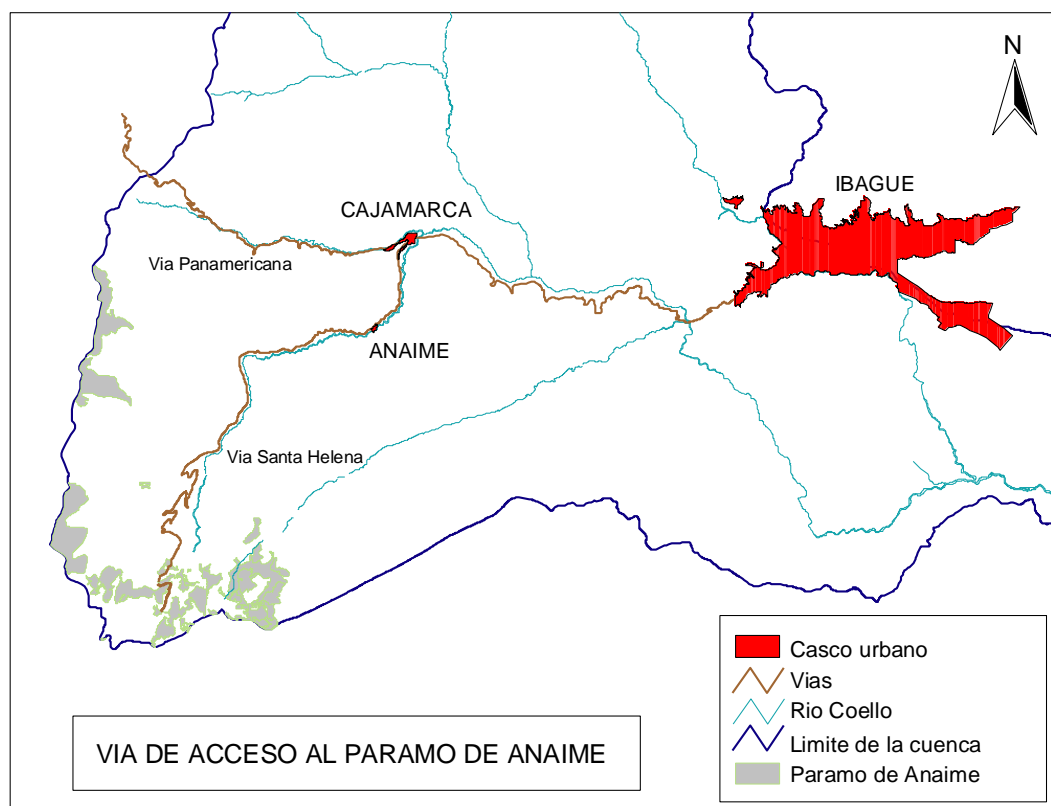 N
IBAGUE
CAJAMARCA
Via Panamericana
ANAIME
Via Santa Helena
Casco urbano
Vias
Rio Coello
Limite de la cuenca
Paramo de Anaime
VIA DE ACCESO AL PARAMO DE ANAIME